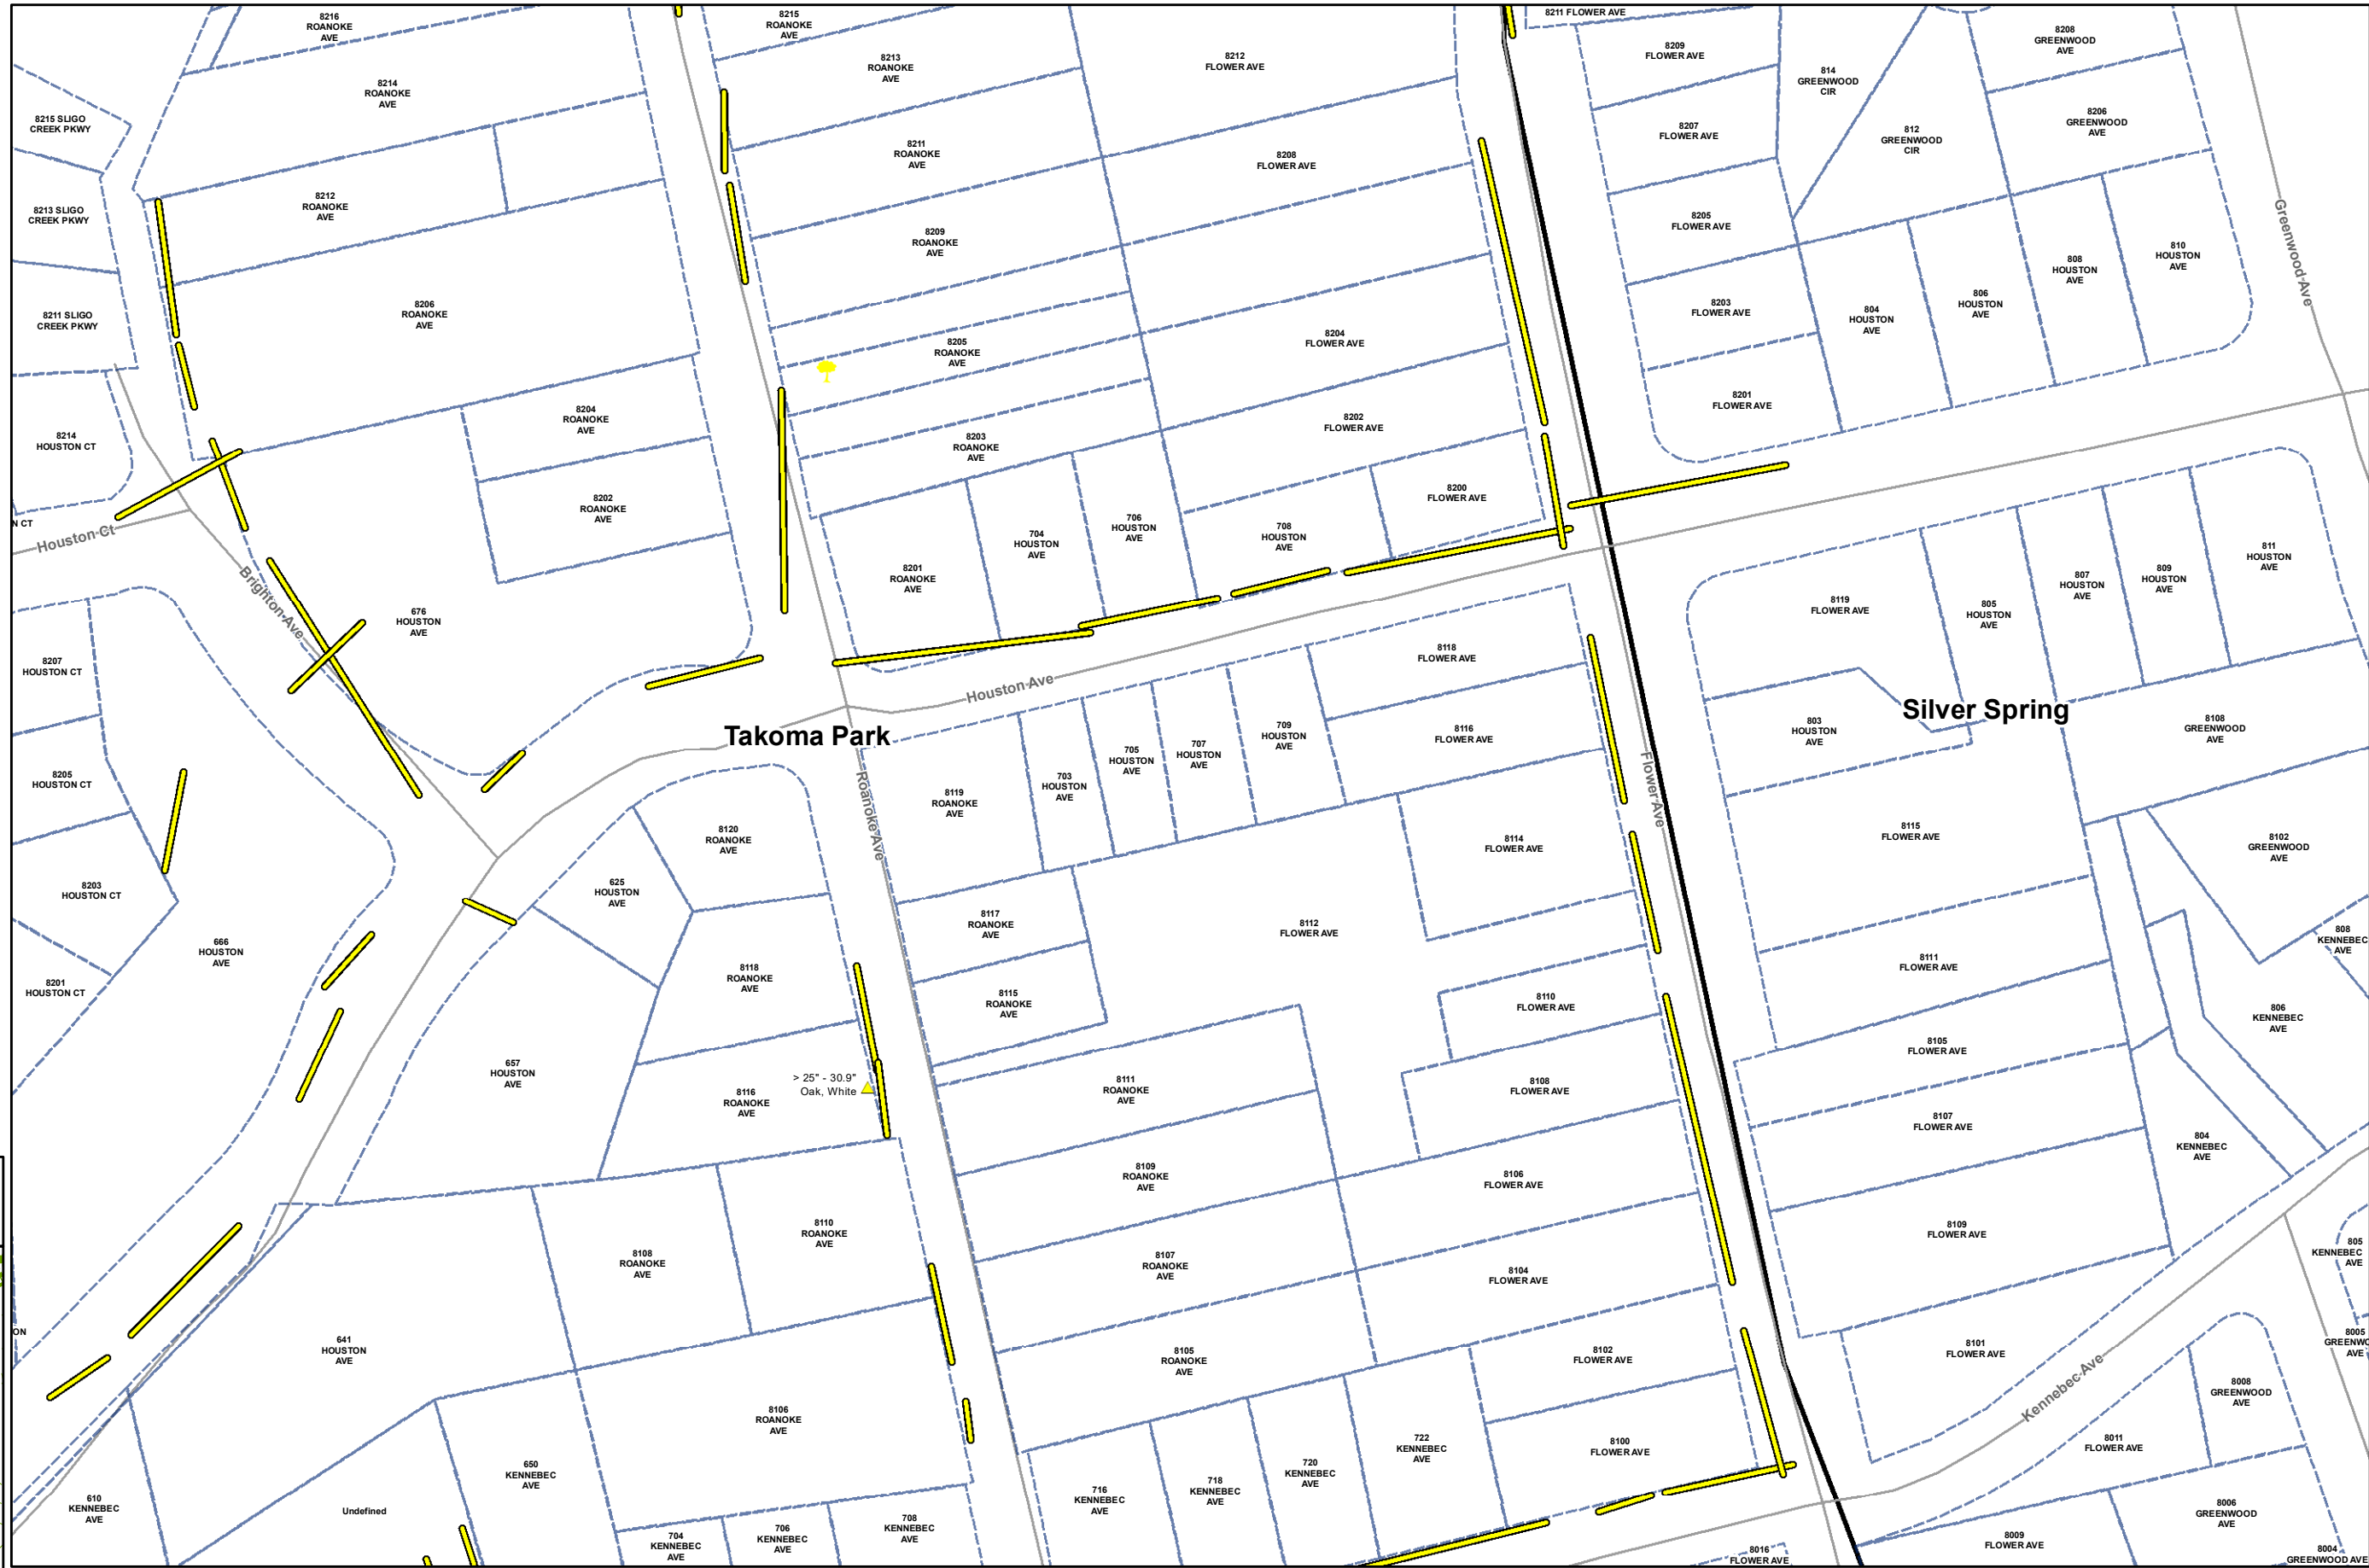 8216
ROANOKE
AVE
8215
ROANOKE
AVE
8211 FLOWER AVE
8214
ROANOKE
AVE
8213
ROANOKE
AVE
8212
FLOWER AVE
8209
FLOWER AVE
814
GREENWOOD
CIR
8208
GREENWOOD
AVE
8215 SLIGO
CREEK PKWY
8211
ROANOKE
AVE
8208
FLOWER AVE
8207
FLOWER AVE
812
GREENWOOD
CIR
8206
GREENWOOD
AVE
8213 SLIGO
CREEK PKWY
8212
ROANOKE
AVE
8209
ROANOKE
AVE
8205
FLOWER AVE
Greenwood Ave
8211 SLIGO
CREEK PKWY
8206
ROANOKE
AVE
8205
ROANOKE
AVE
8204
FLOWER AVE
8203
FLOWER AVE
804
HOUSTON
AVE
806
HOUSTON
AVE
808
HOUSTON
AVE
810
HOUSTON
AVE
8214
HOUSTON CT
8204
ROANOKE
AVE
8203
ROANOKE
AVE
8202
FLOWER AVE
8201
FLOWER AVE
N CT
Houston Ct
8202
ROANOKE
AVE
8201
ROANOKE
AVE
704
HOUSTON
AVE
706
HOUSTON
AVE
708
HOUSTON
AVE
8200
FLOWER AVE
Brighton Ave
676
HOUSTON
AVE
8119
FLOWER AVE
805
HOUSTON
AVE
807
HOUSTON
AVE
809
HOUSTON
AVE
811
HOUSTON
AVE
8207
HOUSTON CT
Houston Ave
8118
FLOWER AVE
Silver Spring
Takoma Park
703
HOUSTON
AVE
705
HOUSTON
AVE
707
HOUSTON
AVE
709
HOUSTON
AVE
8116
FLOWER AVE
803
HOUSTON
AVE
8108
GREENWOOD
AVE
8205
HOUSTON CT
8120
ROANOKE
AVE
Roanoke Ave
8119
ROANOKE
AVE
8114
FLOWER AVE
Flower Ave
8115
FLOWER AVE
8102
GREENWOOD
AVE
8203
HOUSTON CT
625
HOUSTON
AVE
8117
ROANOKE
AVE
8112
FLOWER AVE
808
KENNEBEC
AVE
666
HOUSTON
AVE
8118
ROANOKE
AVE
8111
FLOWER AVE
8201
HOUSTON CT
8115
ROANOKE
AVE
8110
FLOWER AVE
806
KENNEBEC
AVE
657
HOUSTON
AVE
> 25" - 30.9"
Oak, White
8116
ROANOKE
AVE
8111
ROANOKE
AVE
8108
FLOWER AVE
8105
FLOWER AVE
8107
FLOWER AVE
804
KENNEBEC
AVE
8109
ROANOKE
AVE
8106
FLOWER AVE
8110
ROANOKE
AVE
8108
ROANOKE
AVE
8107
ROANOKE
AVE
8104
FLOWER AVE
8109
FLOWER AVE
805
KENNEBEC
AVE
ON
641
HOUSTON
AVE
8105
ROANOKE
AVE
8102
FLOWER AVE
8101
FLOWER AVE
8005
GREENWO
AVE
Kennebec Ave
8106
ROANOKE
AVE
8008
GREENWOOD
AVE
650
KENNEBEC
AVE
722
KENNEBEC
AVE
8100
FLOWER AVE
8011
FLOWER AVE
610
KENNEBEC
AVE
Undefined
716
KENNEBEC
AVE
718
KENNEBEC
AVE
720
KENNEBEC
AVE
8006
GREENWOOD
AVE
704
KENNEBEC
AVE
706
KENNEBEC
AVE
708
KENNEBEC
AVE
8016
FLOWER AVE
8009
FLOWER AVE
8004
GREENWOOD AVE